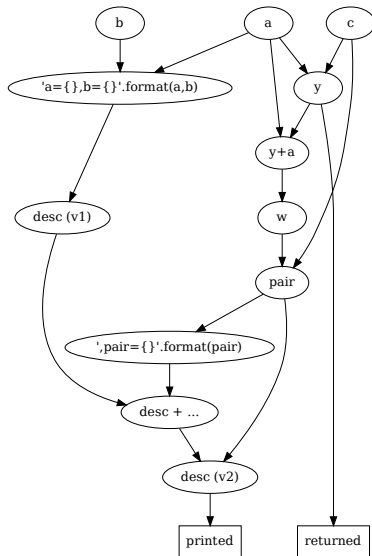 b
a
c
'a={},b={}'.format(a,b)
y
y+a
desc (v1)
w
pair
',pair={}'.format(pair)
desc + ...
desc (v2)
printed
returned